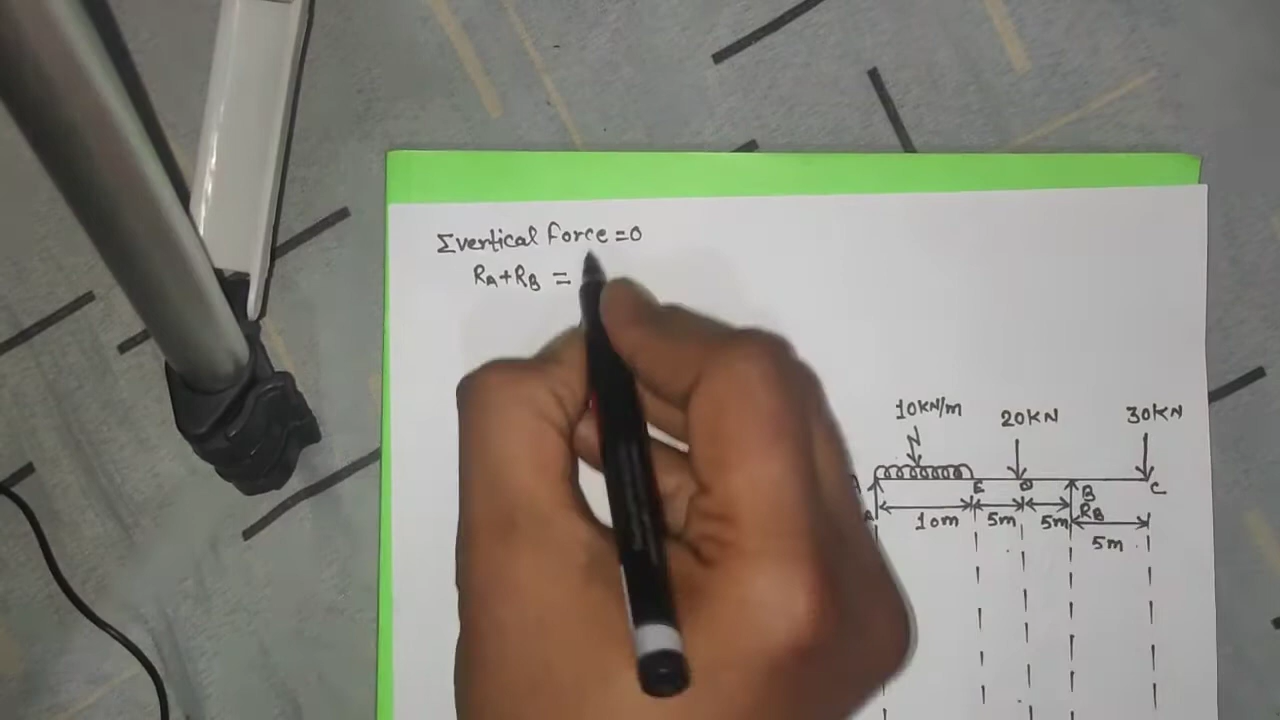 Σvertical force=0
RA+RB =
10KN/m
20KN
30KN
E
D
B
C
A
RB
10m
5m
5m
5m